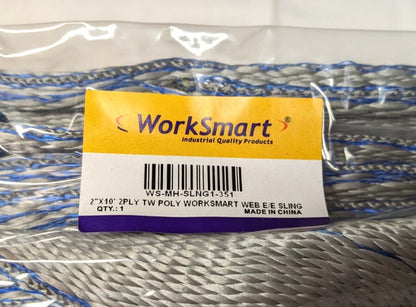 WorkSmart®
Industrial Quality Products
WS-MH-SLNG1-351
2"X10' 2PLY TW POLY WORKSMART WEB E/E SLING
QTY.: 1
MADE IN CHINA